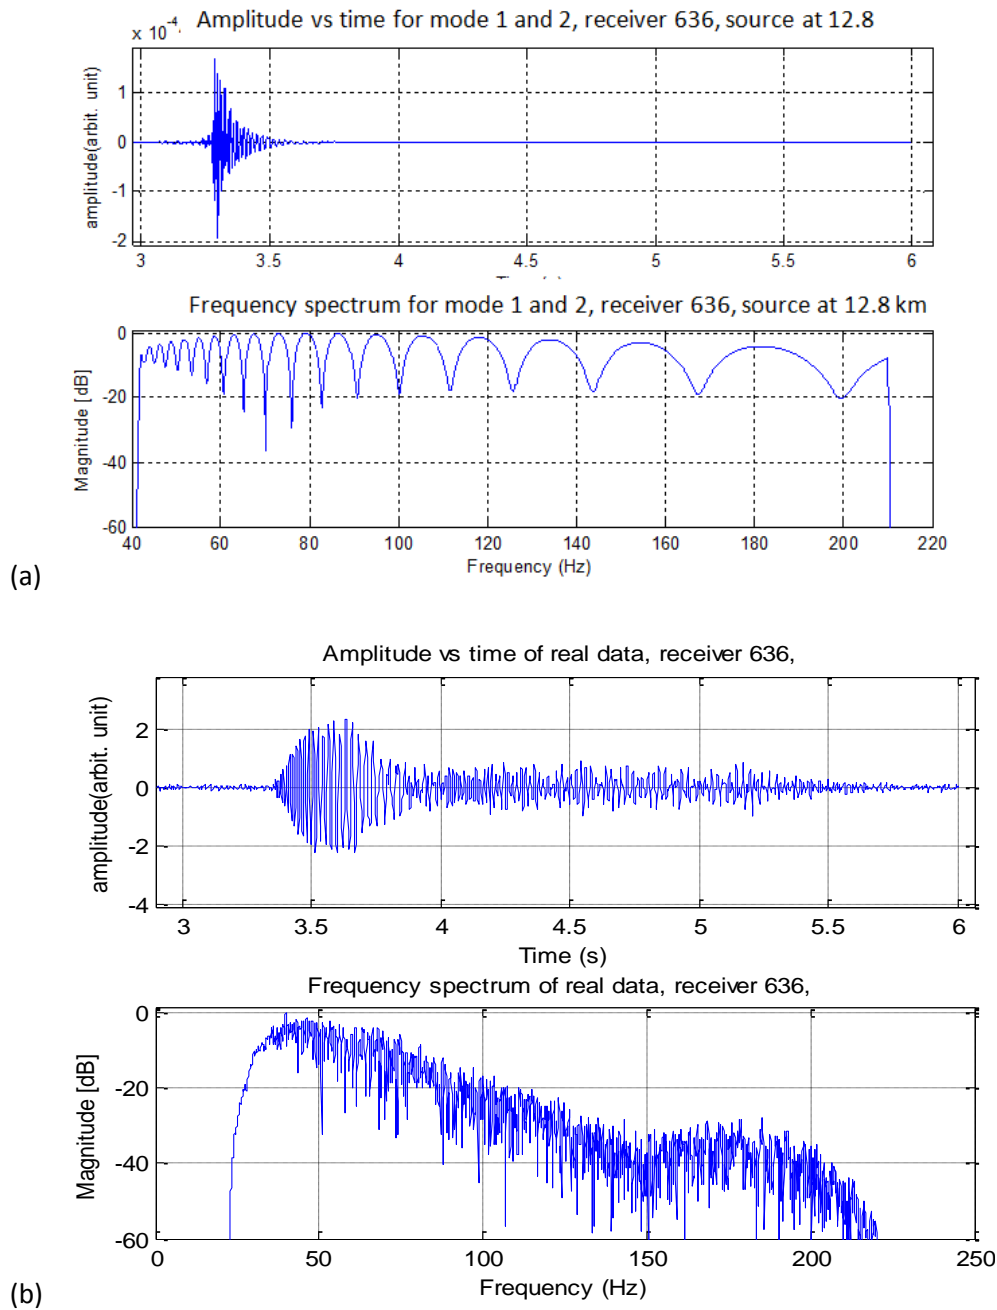 Amplitude vs time for mode 1 and 2, receiver 636, source at 12.8
x 10
amplitude(arbit. unit)
1
0
-1
-2
3 3.5 4 4.5 5 5.5 6
Frequency spectrum for mode 1 and 2, receiver 636, source at 12.8 km
Magnitude [dB]
0
-20
-40
-60
40 60 80 100 120 140 160 180 200 220
Frequency (Hz)
(a)
Amplitude vs time of real data, receiver 636,
amplitude(arbit. unit)
2
0
-2
-4
3 3.5 4 4.5 5 5.5 6
Time (s)
Frequency spectrum of real data, receiver 636,
Magnitude [dB]
0
-20
-40
-60
0 50 100 150 200 250
Frequency (Hz)
(b)